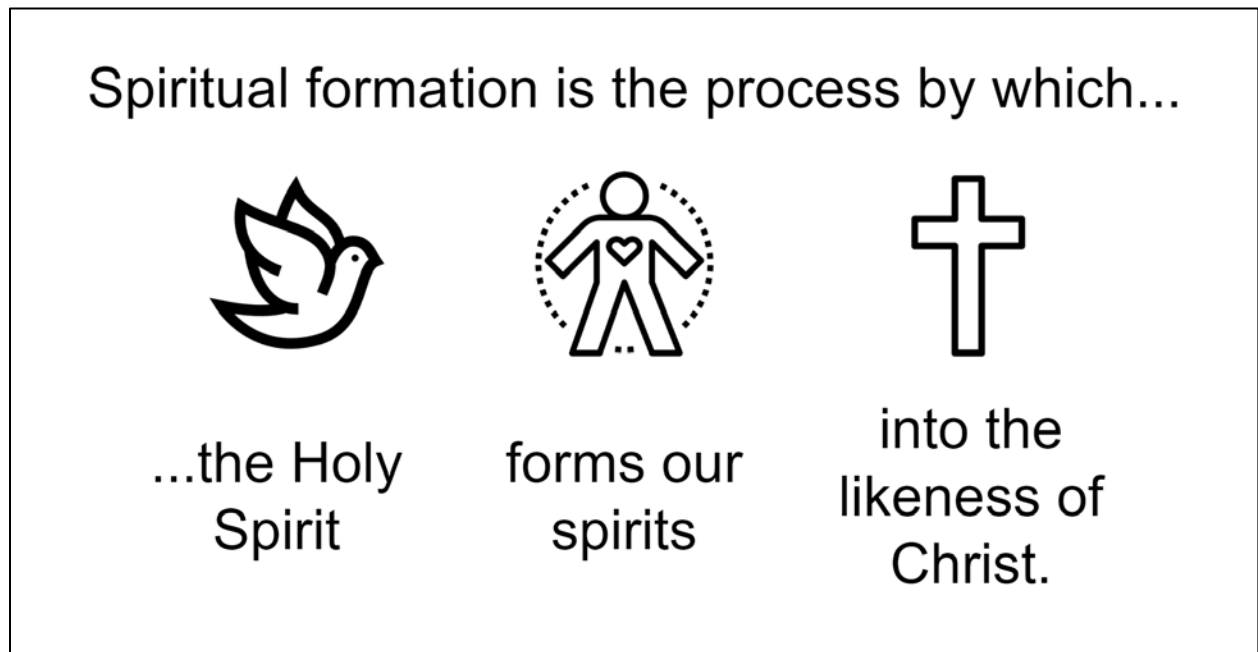 Spiritual formation is the process by which...
...the Holy
Spirit
forms our
spirits
into the
likeness of
Christ.